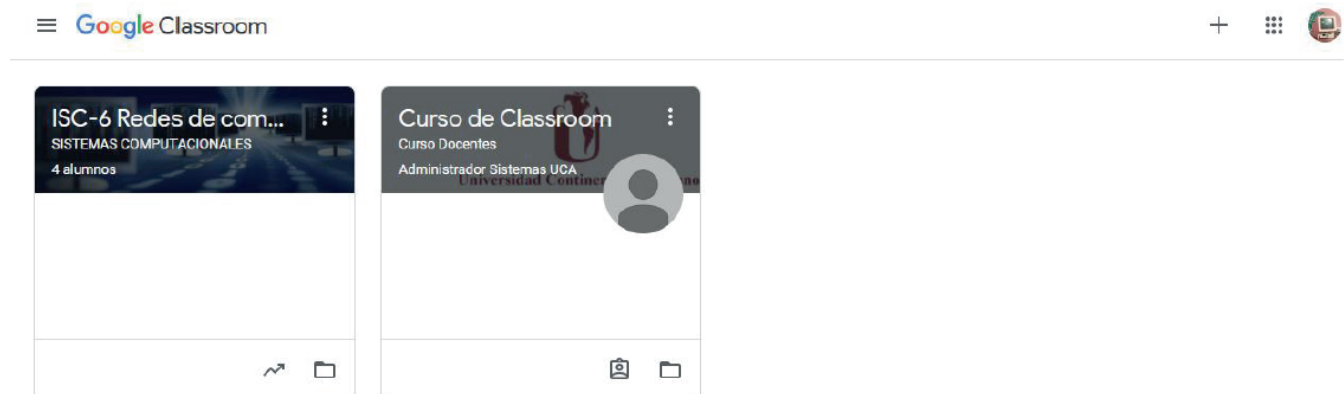 Google Classroom
ISC-6 Redes de com...
SISTEMAS COMPUTACIONALES
4 alumnos
Curso de Classroom
Curso Docentes
Administrador Sistemas UCA
Universidad Contine
no